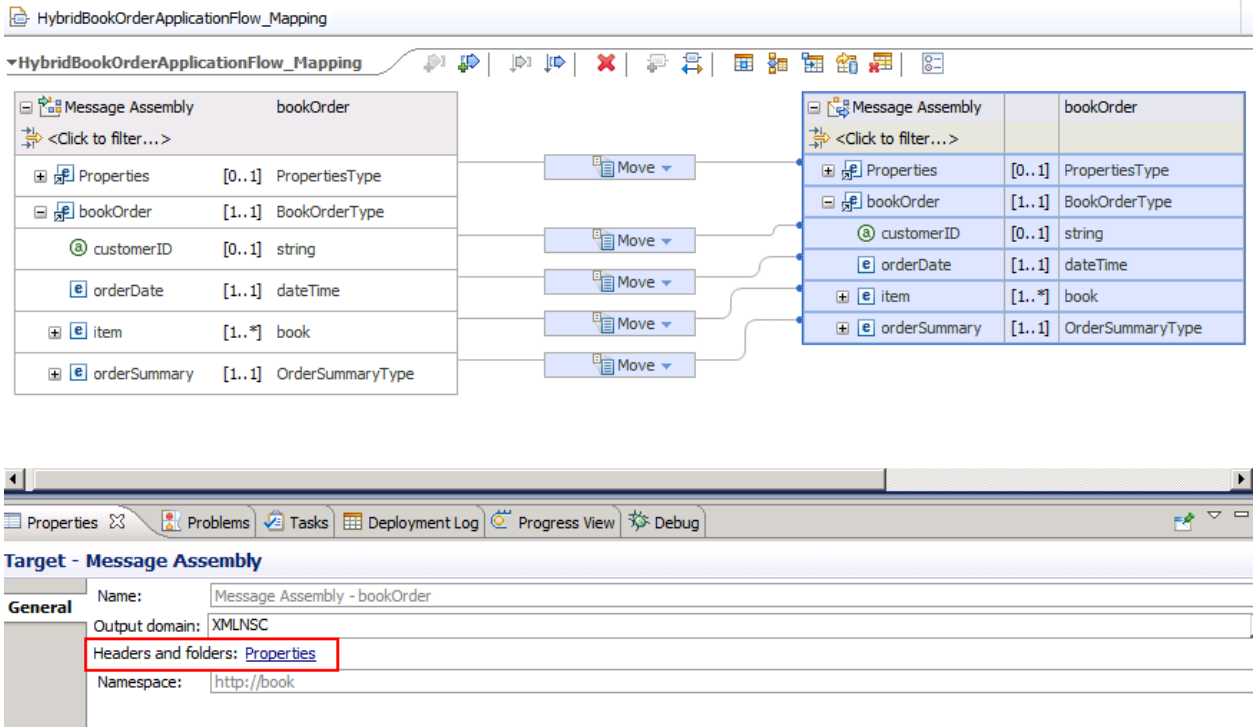 HybridBookOrderApplicationFlow_Mapping
HybridBookOrderApplicationFlow_Mapping
Message Assembly bookOrder
<Click to filter...>
Properties [0..1] PropertiesType
bookOrder [1..1] BookOrderType
customerID [0..1] string
orderDate [1..1] dateTime
item [1..*] book
orderSummary [1..1] OrderSummaryType
Move
Move
Move
Move
Move
Message Assembly bookOrder
<Click to filter...>
Properties [0..1] PropertiesType
bookOrder [1..1] BookOrderType
customerID [0..1] string
orderDate [1..1] dateTime
item [1..*] book
orderSummary [1..1] OrderSummaryType
Properties Problems Tasks Deployment Log Progress View Debug
Target - Message Assembly
General
Name: Message Assembly - bookOrder
Output domain: XMLNSC
Headers and folders: Properties
Namespace: http://book